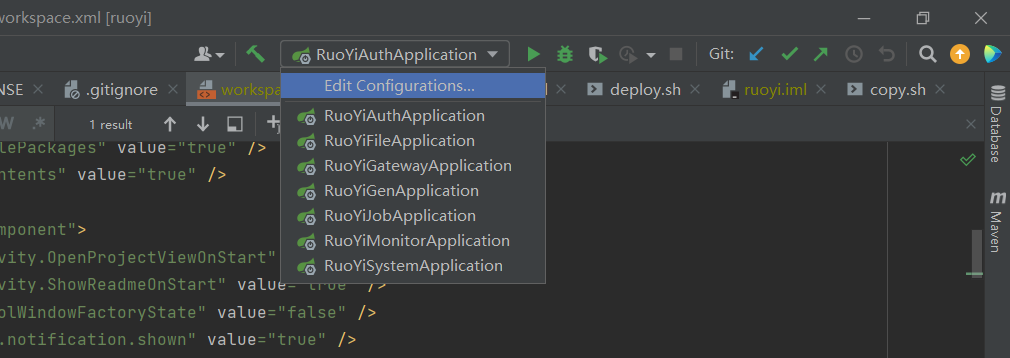 workspace.xml [ruoyi]
RuoYiAuthApplication
Git:
NSE
.gitignore
workspa
deploy.sh
ruoyi.iml
copy.sh
W
.*
1 result
Edit Configurations...
RuoYiAuthApplication
RuoYiFileApplication
RuoYiGatewayApplication
RuoYiGenApplication
RuoYiJobApplication
RuoYiMonitorApplication
RuoYiSystemApplication
lePackages" value="true" />
ntents" value="true" />
mponent">
vity.OpenProjectViewOnStart"
vity.ShowReadmeOnStart" value="true"
olWindowFactoryState" value="false" />
.notification.shown" value="true" />
Database
m
Maven